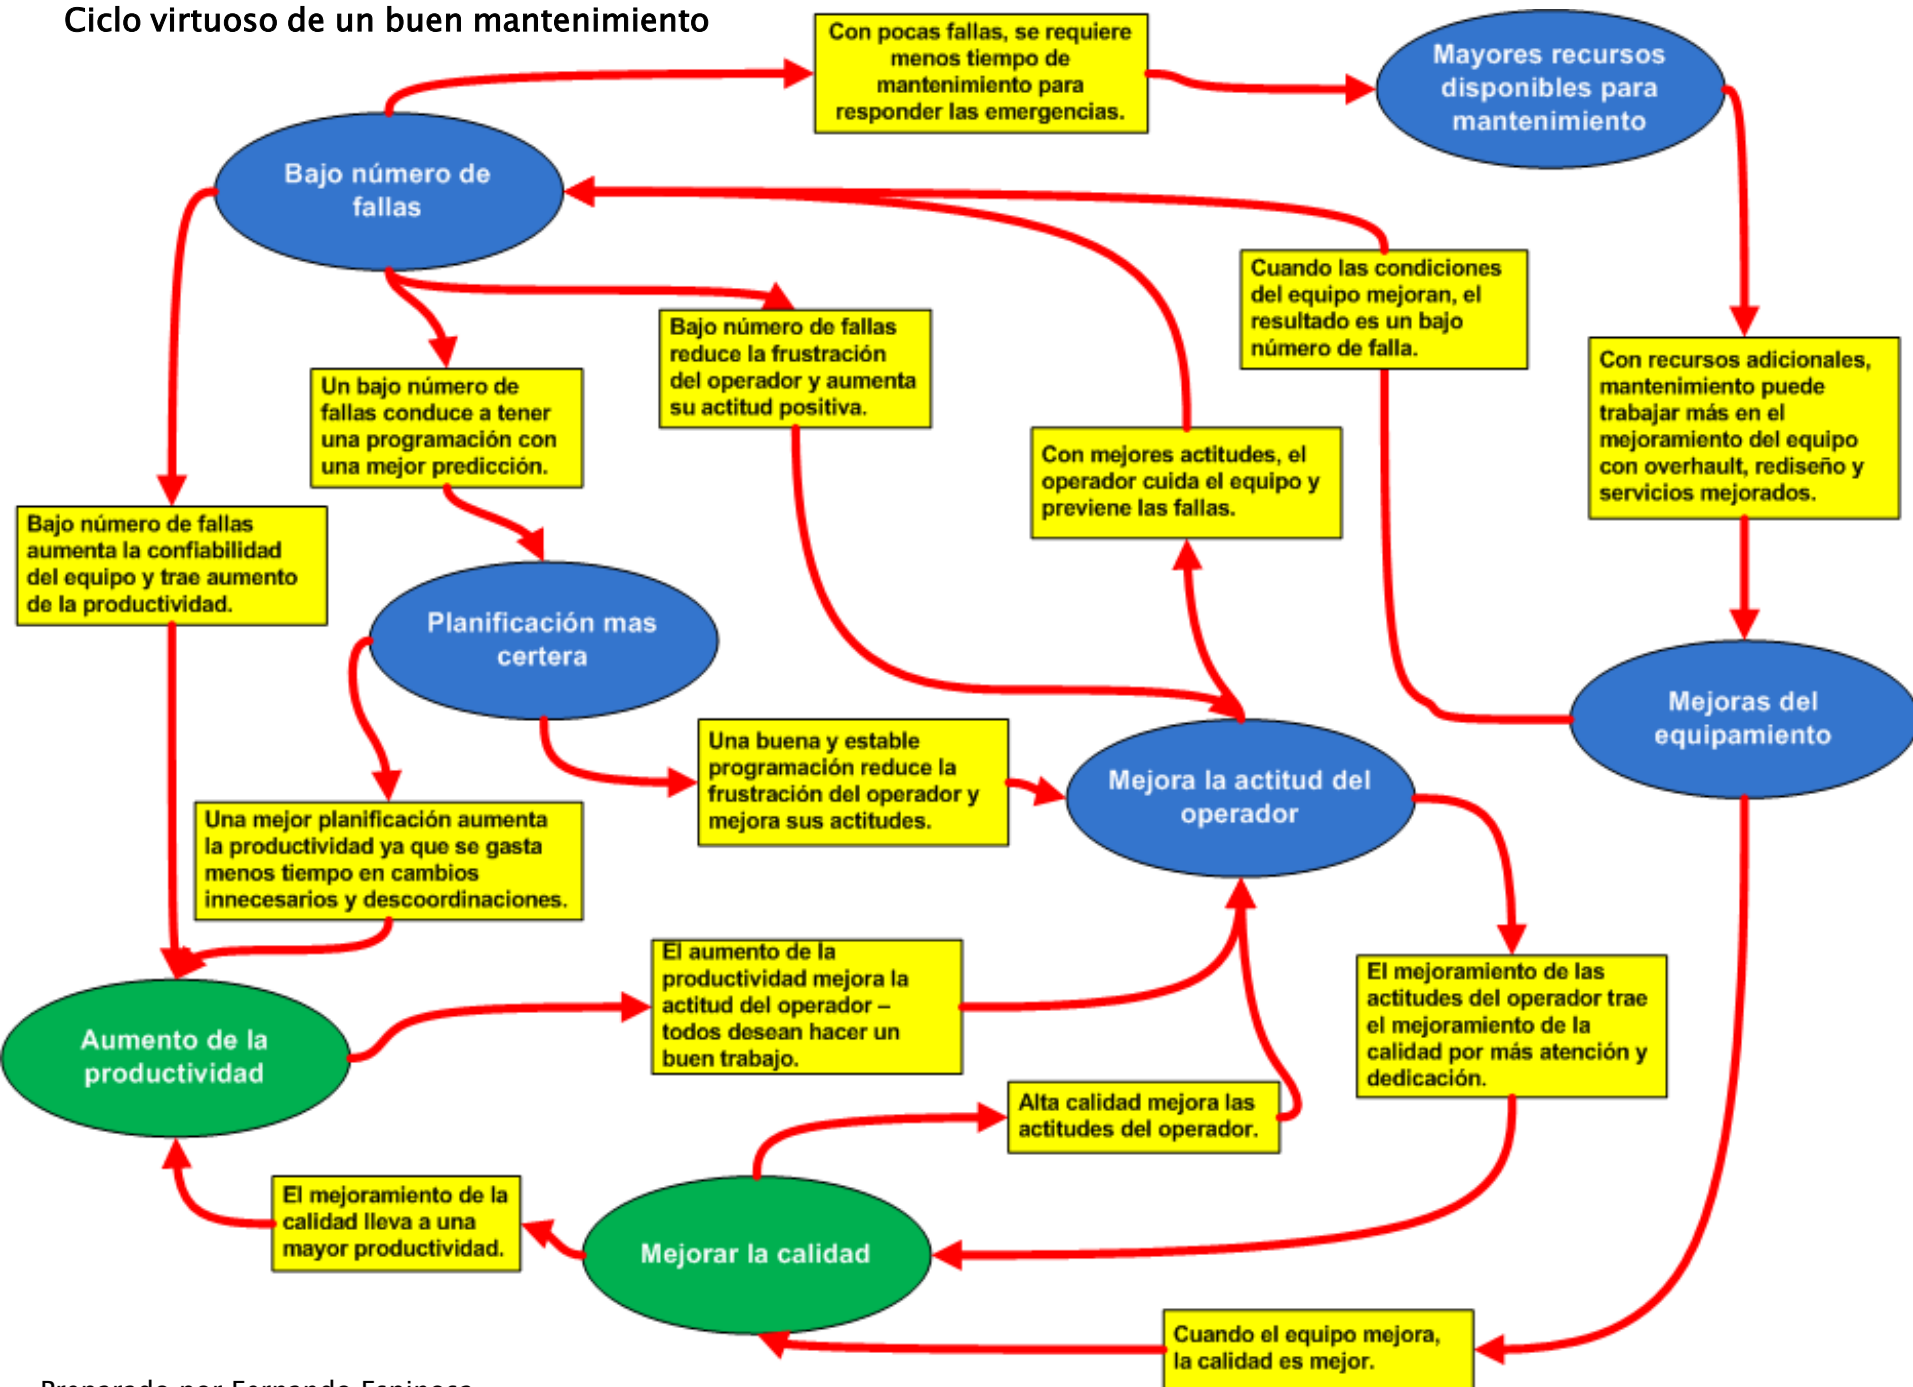 Ciclo virtuoso de un buen mantenimiento
Con pocas fallas, se requiere
menos tiempo de
mantenimiento para
responder las emergencias.
Mayores recursos
disponibles para
mantenimiento
Bajo número de
fallas
Cuando las condiciones
del equipo mejoran, el
resultado es un bajo
número de falla.
Bajo número de fallas
reduce la frustración
del operador y aumenta
su actitud positiva.
Con recursos adicionales,
mantenimiento puede
trabajar más en el
mejoramiento del equipo
con overhault, rediseño y
servicios mejorados.
Un bajo número de
fallas conduce a tener
una programación con
una mejor predicción.
Con mejores actitudes, el
operador cuida el equipo y
previene las fallas.
Bajo número de fallas
aumenta la confiabilidad
del equipo y trae aumento
de la productividad.
Planificación mas
certera
Mejoras del
equipamiento
Una buena y estable
programación reduce la
frustración del operador y
mejora sus actitudes.
Mejora la actitud del
operador
Una mejor planificación aumenta
la productividad ya que se gasta
menos tiempo en cambios
innecesarios y descoordinaciones.
El aumento de la
productividad mejora la
actitud del operador –
todos desean hacer un
buen trabajo.
El mejoramiento de las
actitudes del operador trae
el mejoramiento de la
calidad por más atención y
dedicación.
Aumento de la
productividad
Alta calidad mejora las
actitudes del operador.
El mejoramiento de la
calidad lleva a una
mayor productividad.
Mejorar la calidad
Cuando el equipo mejora,
la calidad es mejor.
Preparado por Fernando Espinosa